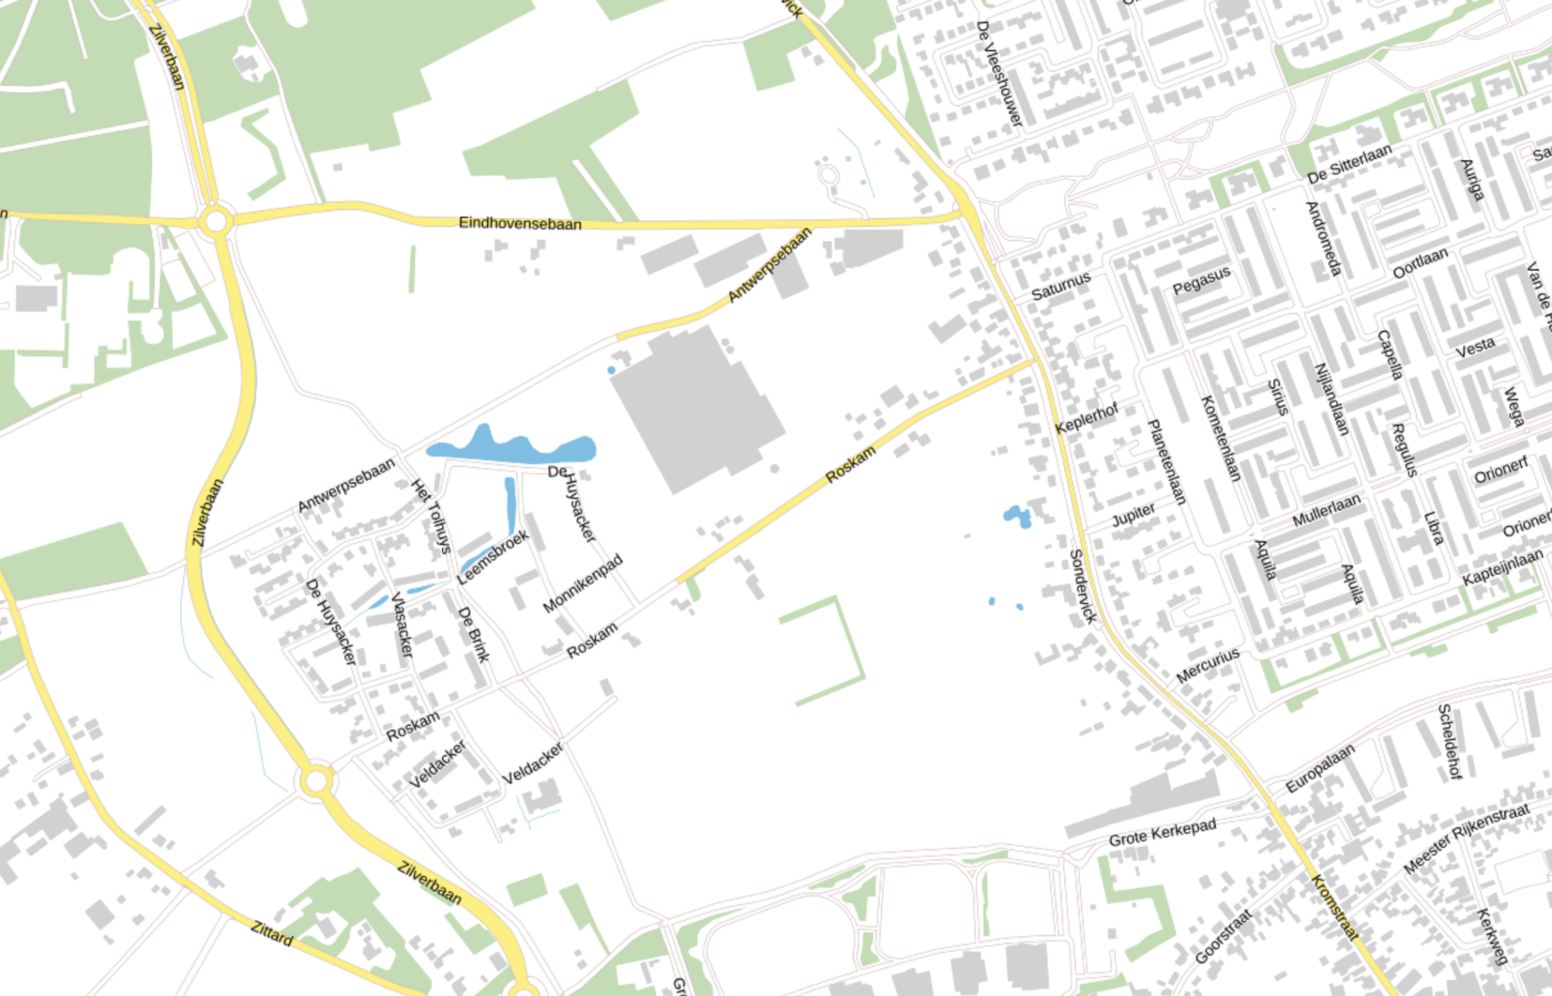 Zilverbaan
De Vleeshouwer
De Sitterlaan
Auriga
Andromeda
Eindhovensebaan
Antwerpsebaan
Saturnus
Pegasus
Oortlaan
Capella
Vesta
Nijlandlaan
Sirius
Wega
Keplerhof
Kometenlaan
Planetenlaan
Regulus
Roskam
Orionerf
Antwerpsebaan
De Huysacker
Het Tolhuys
Zilverbaan
Jupiter
Mullerlaan
Libra
Leemsbroek
Monnikenpad
Sondervick
Aquila
Aquila
Kapteijnlaan
De Huysacker
Vlasacker
De Brink
Roskam
Mercurius
Roskam
Veldacker
Veldacker
Europalaan
Scheldehof
Grote Kerkepad
Meester Rijkenstraat
Zilverbaan
Kromstraat
Zittard
Goorstraat
Kerkweg